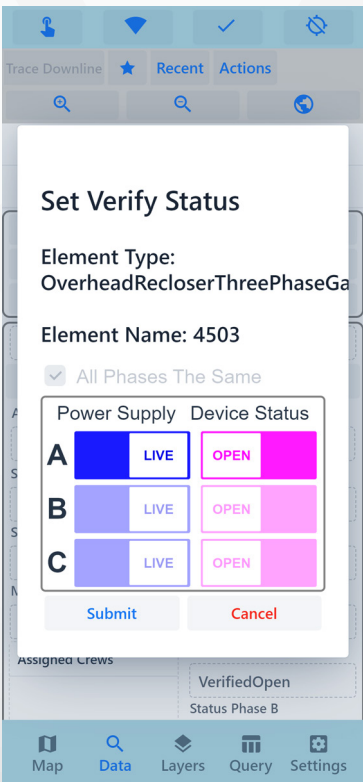 Trace Downline
Recent
Actions
Set Verify Status
Element Type:
OverheadRecloserThreePhaseGa
Element Name: 4503
All Phases The Same
Power Supply Device Status
A LIVE OPEN
B LIVE OPEN
C LIVE OPEN
Submit Cancel
Assigned Crews
VerifiedOpen
Status Phase B
Map Data Layers Query Settings